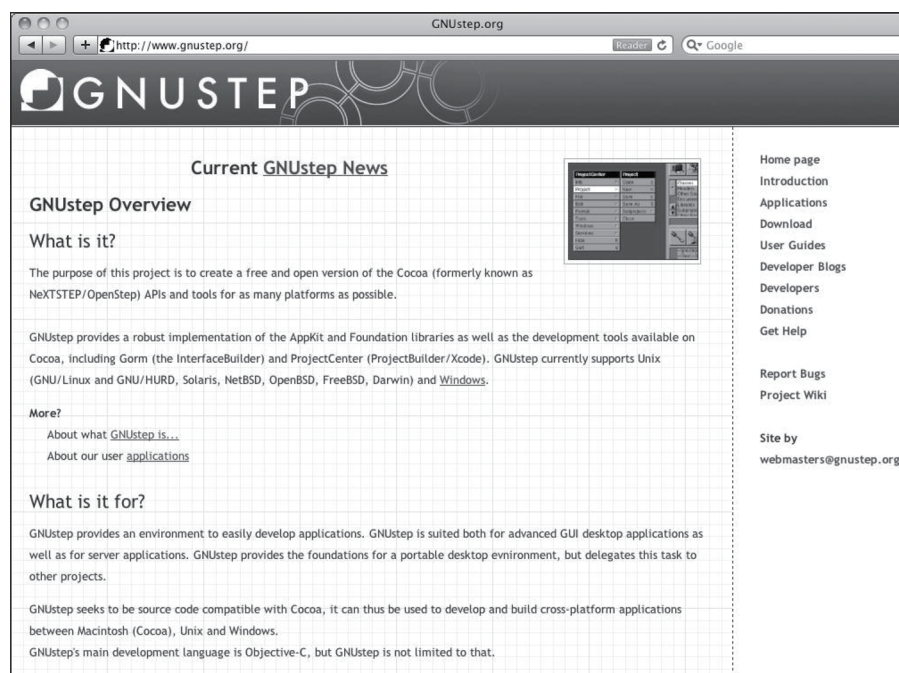 GNUstep.org
http://www.gnustep.org/
Reader
Google
GNUSTEP
Current GNUstep News
GNUstep Overview
What is it?
The purpose of this project is to create a free and open version of the Cocoa (formerly known as
NeXTSTEP/OpenStep) APIs and tools for as many platforms as possible.
GNUstep provides a robust implementation of the AppKit and Foundation libraries as well as the development tools available on
Cocoa, including Gorm (the InterfaceBuilder) and ProjectCenter (ProjectBuilder/Xcode). GNUstep currently supports Unix
(GNU/Linux and GNU/HURD, Solaris, NetBSD, OpenBSD, FreeBSD, Darwin) and Windows.
More?
About what GNUstep is...
About our user applications
What is it for?
GNUstep provides an environment to easily develop applications. GNUstep is suited both for advanced GUI desktop applications as
well as for server applications. GNUstep provides the foundations for a portable desktop evnironment, but delegates this task to
other projects.
GNUstep seeks to be source code compatible with Cocoa, it can thus be used to develop and build cross-platform applications
between Macintosh (Cocoa), Unix and Windows.
GNUstep's main development language is Objective-C, but GNUstep is not limited to that.
Home page
Introduction
Applications
Download
User Guides
Developer Blogs
Developers
Donations
Get Help
Report Bugs
Project Wiki
Site by
webmasters@gnustep.org